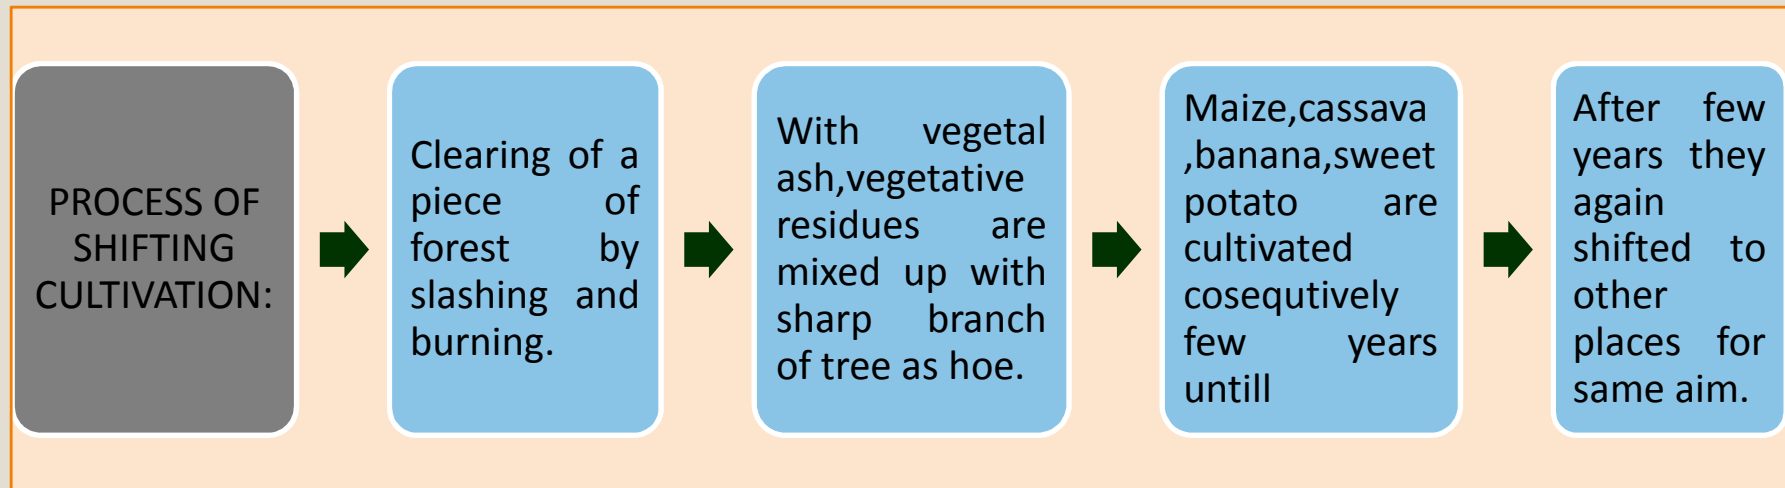 PROCESS OF
SHIFTING
CULTIVATION:
Clearing of a
piece of
forest by
slashing and
burning.
With vegetal
ash,vegetative
residues are
mixed up with
sharp branch
of tree as hoe.
Maize,cassava
,banana,sweet
potato are
cultivated
cosequtively
few years
untill
After few
years they
again
shifted to
other
places for
same aim.